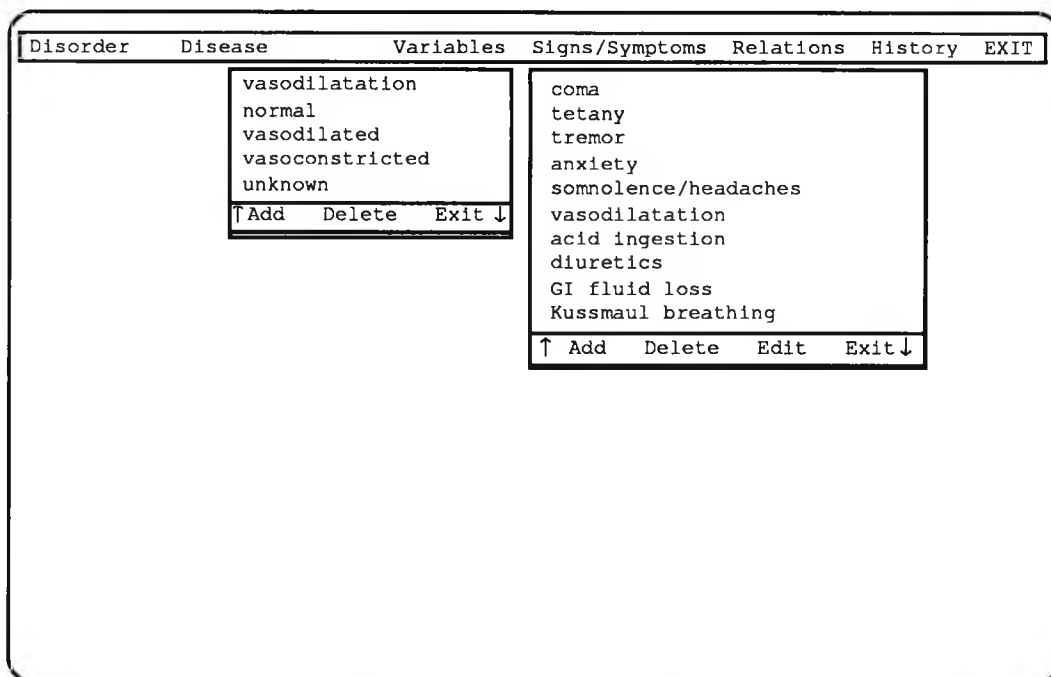 Disorder Disease Variables Signs/Symptoms Relations History EXIT
vasodilatation
normal
vasodilated
vasoconstricted
unknown
↑Add Delete Exit ↓
coma
tetany
tremor
anxiety
somnolence/headaches
vasodilatation
acid ingestion
diuretics
GI fluid loss
Kussmaul breathing
↑ Add Delete Edit Exit↓